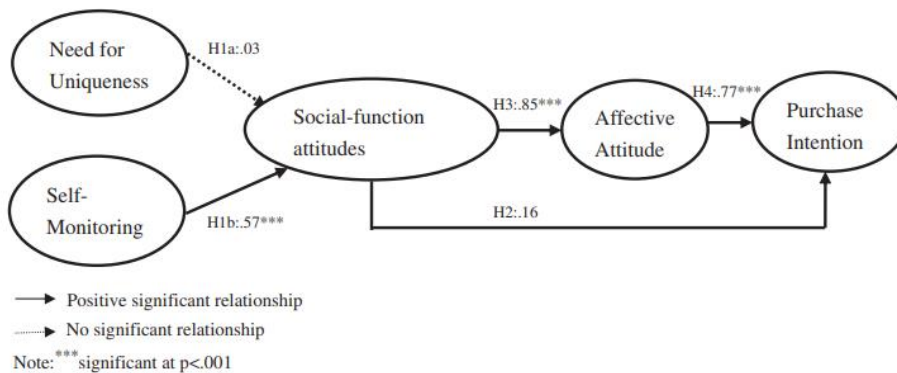 Need for
Uniqueness
H1a:.03
Social-function
attitudes
H3:.85***
Affective
Attitude
H4:.77***
Purchase
Intention
Self-
Monitoring
H1b:.57***
H2:.16
Positive significant relationship
No significant relationship
Note:***significant at p<.001